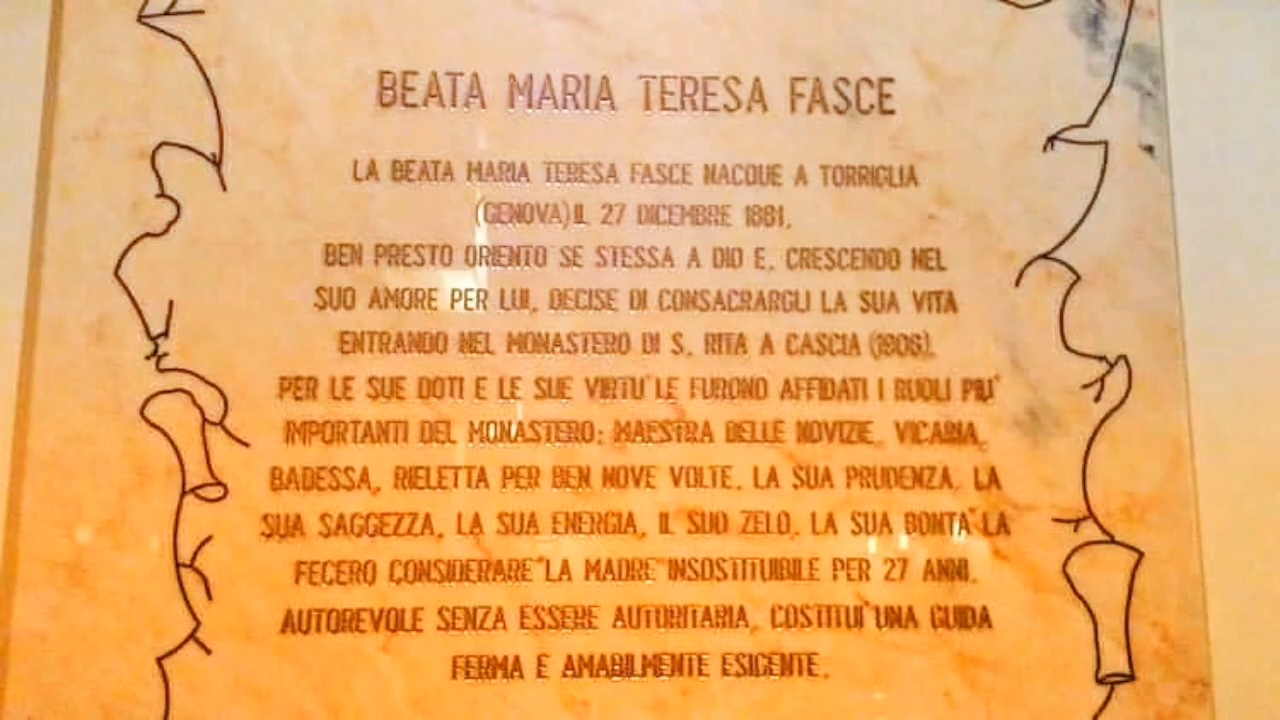 BEATA MARIA TERESA FASCE
LA BEATA MARIA TERESA FASCE NACQUE A TORRIGLIA
(GENOVA) IL 27 DICEMBRE 1881.
BEN PRESTO ORIENTO' SE STESSA A DIO E, CRESCENDO NEL
SUO AMORE PER LUI, DECISE DI CONSACRARGLI LA SUA VITA
ENTRANDO NEL MONASTERO DI S. RITA A CASCIA (1906).
PER LE SUE DOTI E LE SUE VIRTU' LE FURONO AFFIDATI I RUOLI PIU'
IMPORTANTI DEL MONASTERO: MAESTRA DELLE NOVIZIE, VICARIA,
BADESSA, RIELETTA PER BEN NOVE VOLTE. LA SUA PRUDENZA, LA
SUA SAGGEZZA, LA SUA ENERGIA, IL SUO ZELO, LA SUA BONTA' LA
FECERO CONSIDERARE "LA MADRE" INSOSTITUIBILE PER 27 ANNI.
AUTOREVOLE SENZA ESSERE AUTORITARIA, COSTITUI' UNA GUIDA
FERMA E AMABILMENTE ESIGENTE.